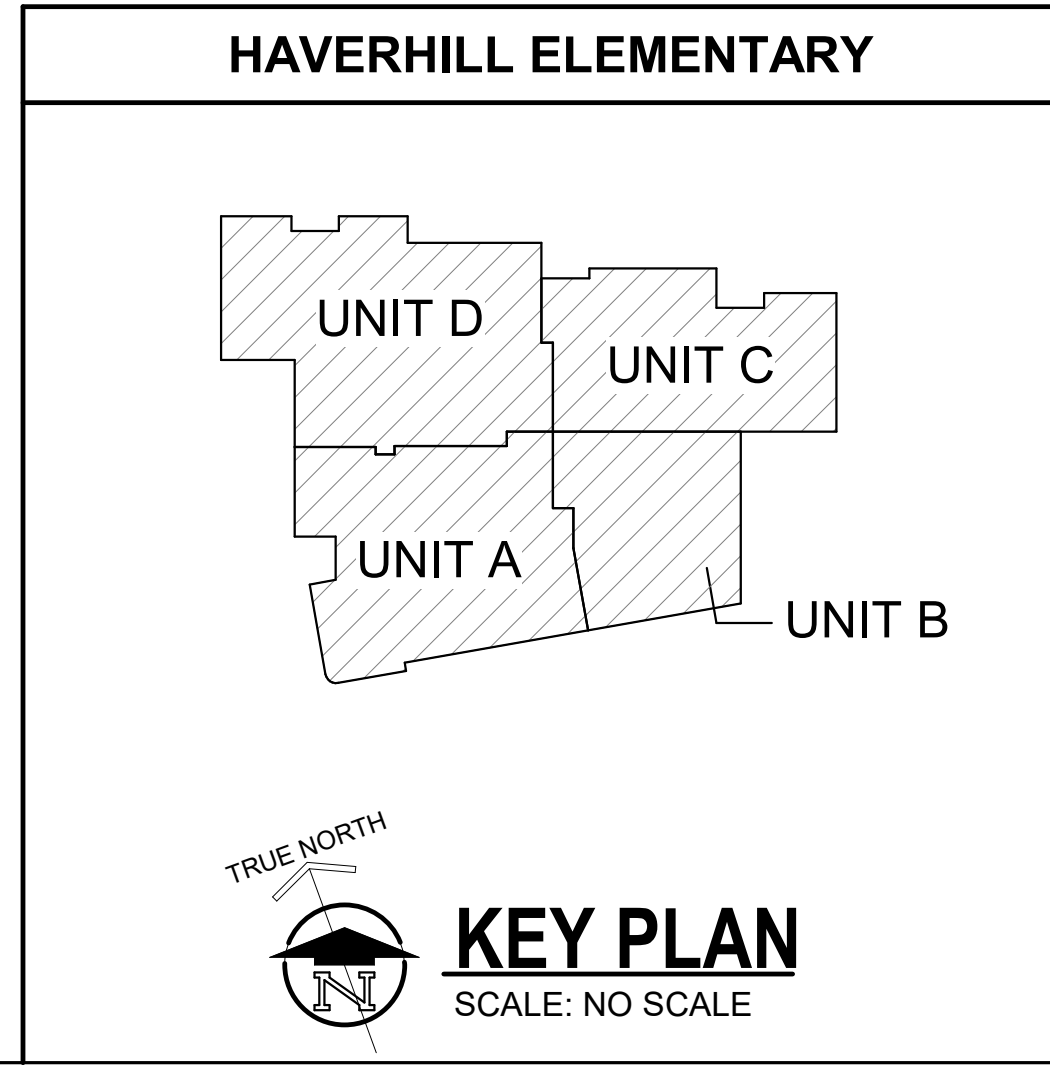 HAVERHILL ELEMENTARY
UNIT D
UNIT C
UNIT A
UNIT B
TRUE NORTH
N
KEY PLAN
SCALE: NO SCALE